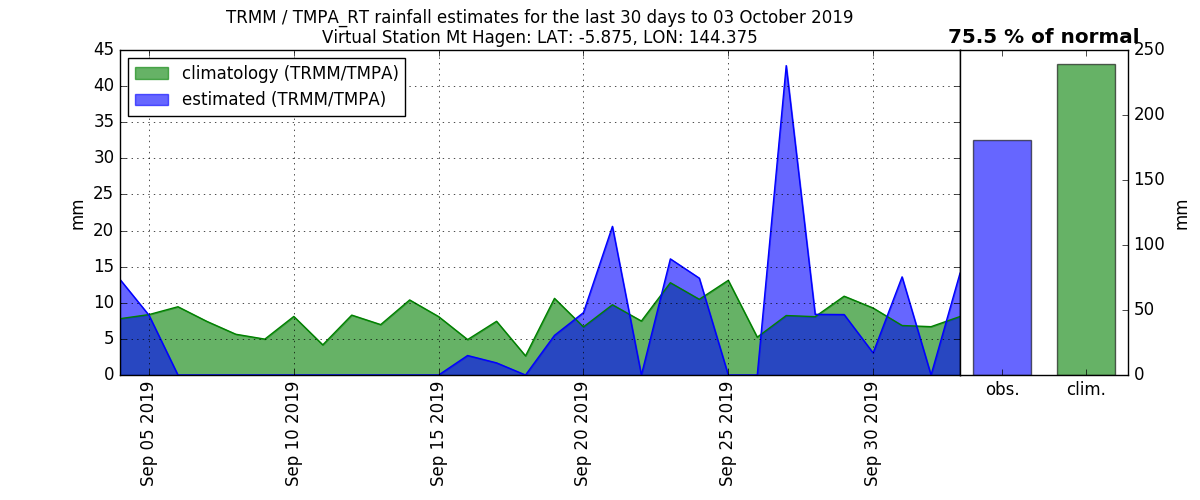 TRMM / TMPA_RT rainfall estimates for the last 30 days to 03 October 2019
Virtual Station Mt Hagen: LAT: -5.875, LON: 144.375
75.5 % of normal
climatology (TRMM/TMPA)
estimated (TRMM/TMPA)
mm
45
40
35
30
25
20
15
10
5
0
Sep 05 2019
Sep 10 2019
Sep 15 2019
Sep 20 2019
Sep 25 2019
Sep 30 2019
obs.
clim.
250
200
150
100
50
0
mm